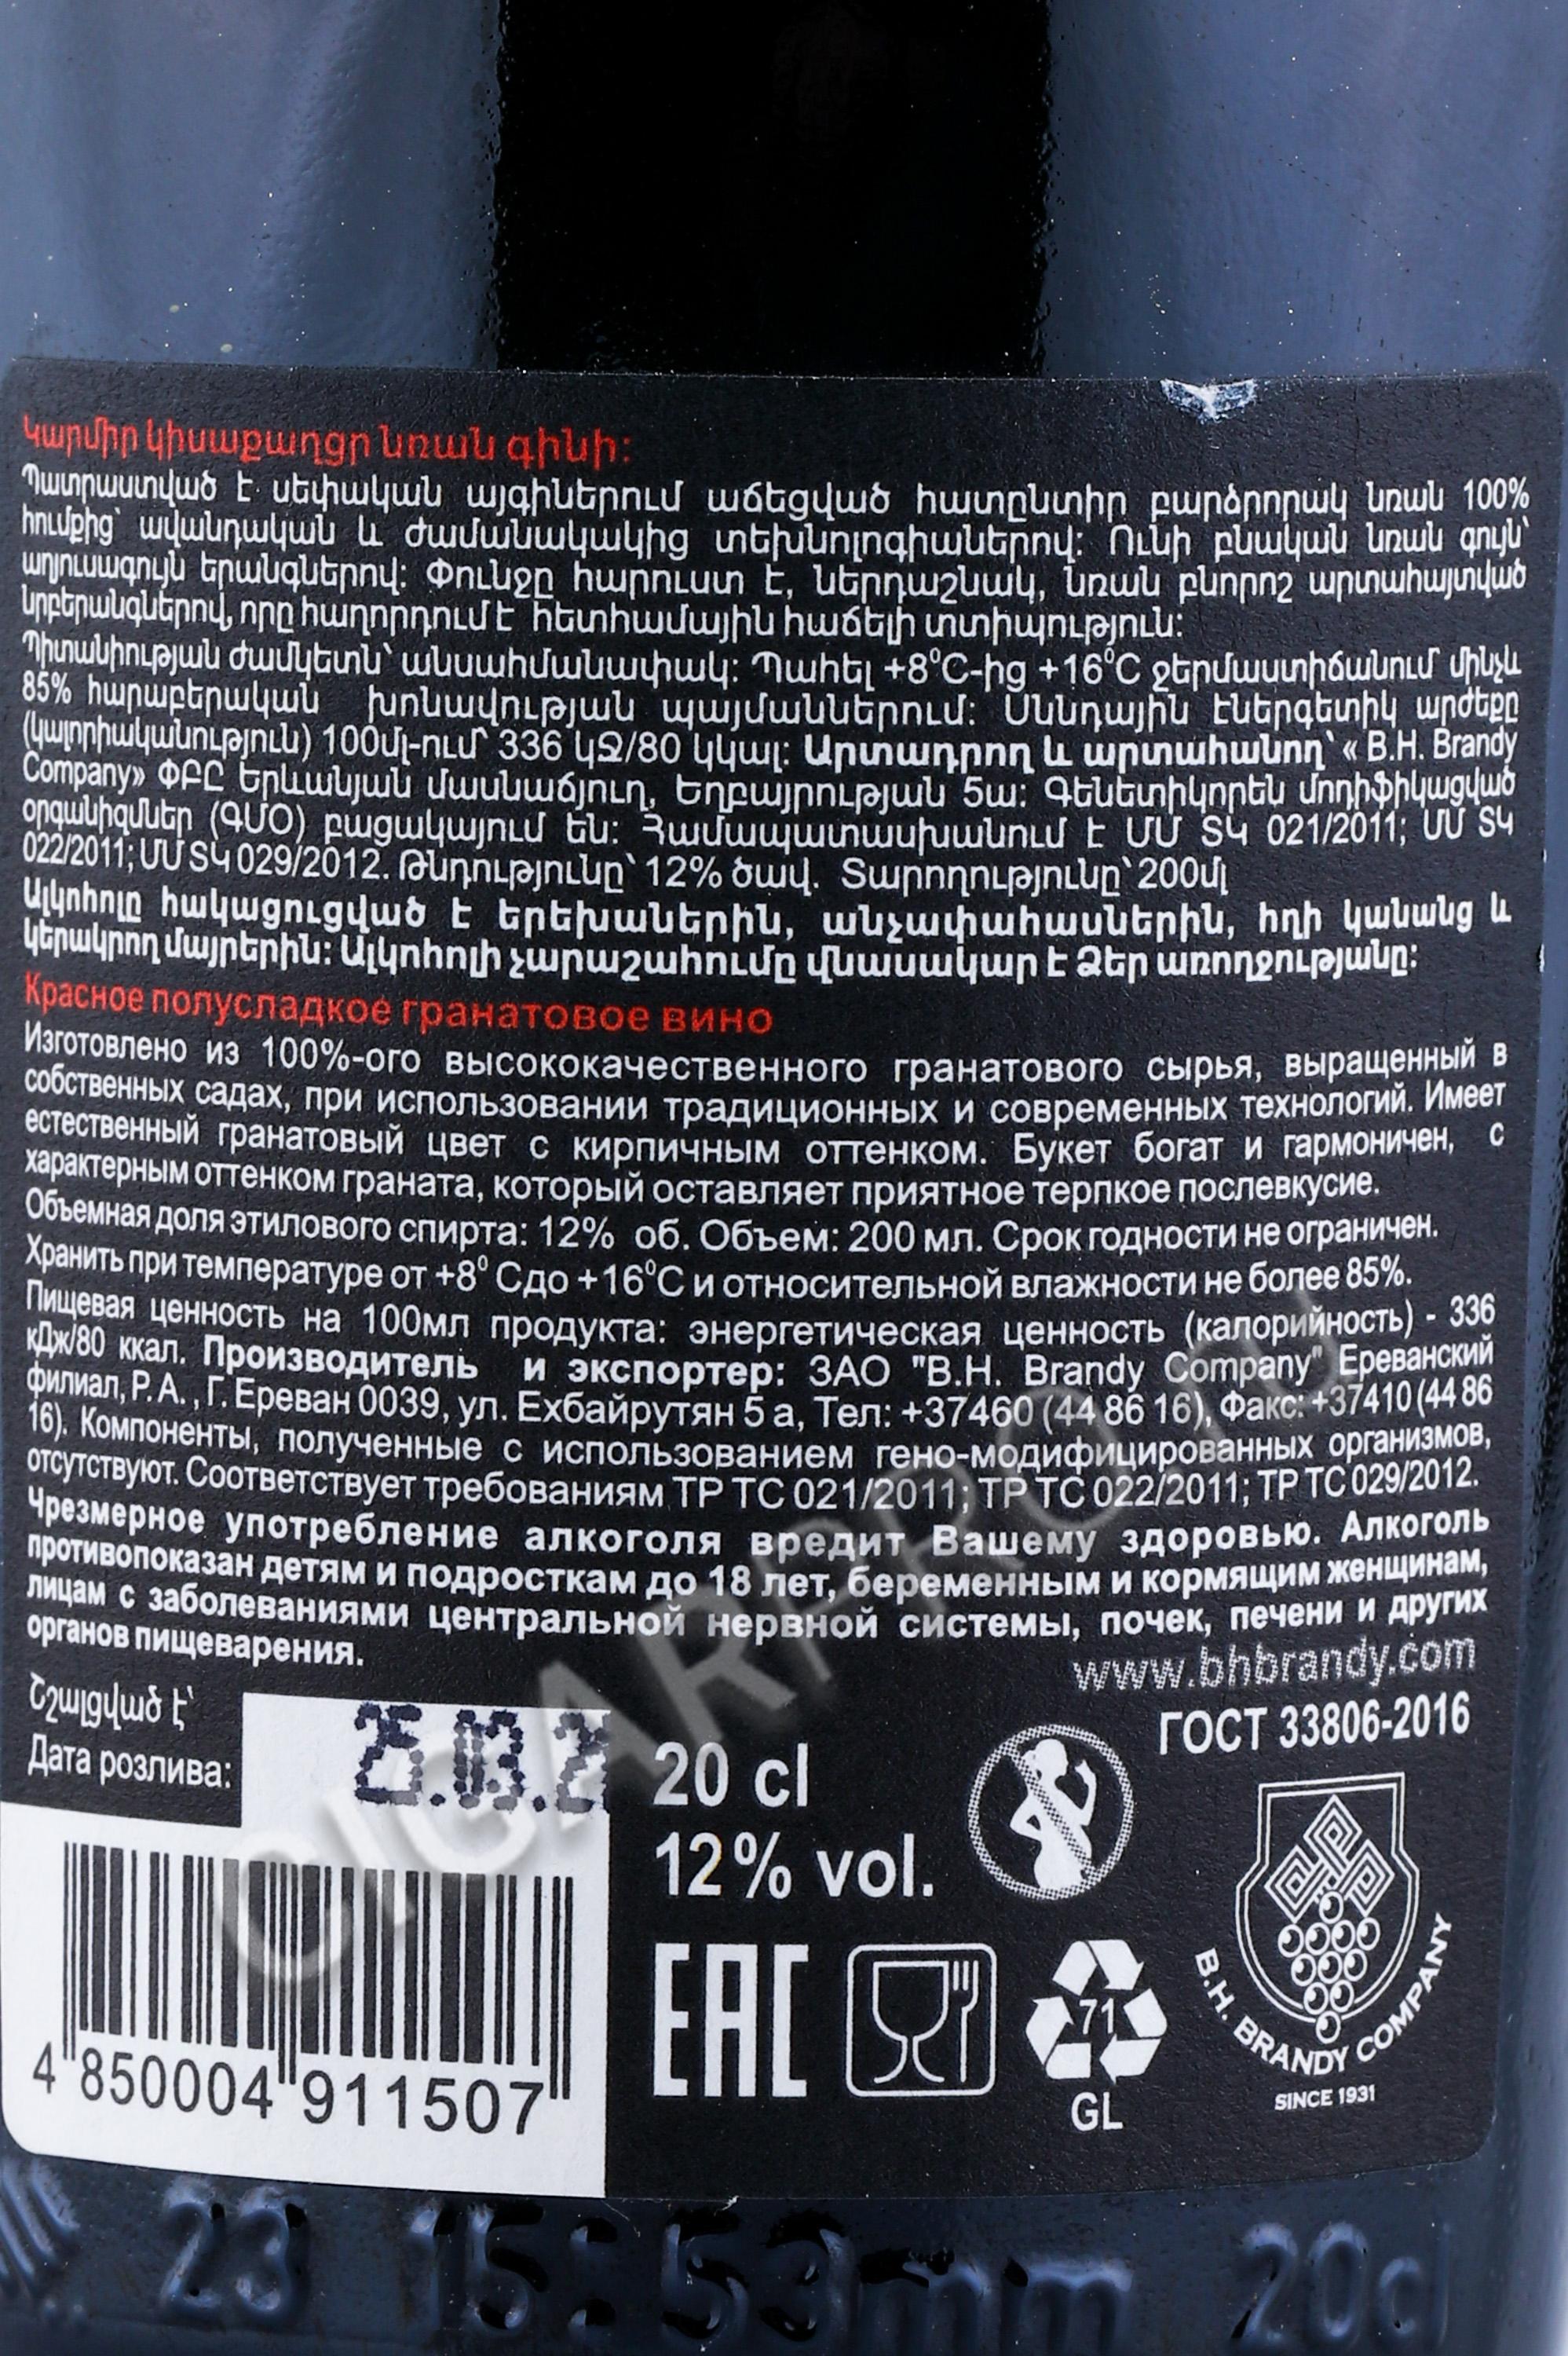 Կարմիր կիսաքաղցր նռան գինի:
Պատրաստված է սեփական այգիներում աճեցված հատընտիր բարձրորակ նռան 100%
հումքից՝ ավանդական և ժամանակակից տեխնոլոգիաներով: Ունի բնական նռան գույն՝
աղյուսագույն երանգներով: Փունջը հարուստ է, ներդաշնակ, նռան բնորոշ արտահայտված
նրբերանգներով, որը հաղորդում է հետհամային հաճելի տտիպություն:
Պիտանիության ժամկետն՝ անսահմանափակ: Պահել +8⁰C-ից +16⁰C ջերմաստիճանում մինչև
85% հարաբերական խոնավության պայմաններում: Սննդային էներգետիկ արժեքը
(կալորիականություն) 100մլ-ում՝ 336 կՋ/80 կկալ: Արտադրող և արտահանող՝ « B.H. Brandy
Company» ՓԲԸ Երևանյան մասնաճյուղ, Եղբայրության 5ա: Գենետիկորեն մոդիֆիկացված
օրգանիզմներ (ԳՄՕ) բացակայում են: Համապատասխանում է ՄՄ ՏԿ 021/2011; ՄՄ ՏԿ
022/2011; ՄՄ ՏԿ 029/2012. Թնդությունը՝ 12% ծավ. Տարողությունը՝ 200մլ
Ալկոհոլը հակացուցված է երեխաներին, անչափահասներին, հղի կանանց և
կերակրող մայրերին: Ալկոհոլի չարաշահումը վնասակար է Ձեր առողջությանը:
Красное полусладкое гранатовое вино
Изготовлено из 100%-ого высококачественного гранатового сырья, выращенный в
собственных садах, при использовании традиционных и современных технологий. Имеет
естественный гранатовый цвет с кирпичным оттенком. Букет богат и гармоничен, с
характерным оттенком граната, который оставляет приятное терпкое послевкусие.
Объемная доля этилового спирта: 12% об. Объем: 200 мл. Срок годности не ограничен.
Хранить при температуре от +8⁰ Cдо +16⁰C и относительной влажности не более 85%.
Пищевая ценность на 100мл продукта: энергетическая ценность (калорийность) - 336
кДж/80 ккал. Производитель и экспортер: ЗАО "B.H. Brandy Company" Ереванский
филиал, Р. А. , Г. Ереван 0039, ул. Ехбайрутян 5 а, Тел: +37460 (44 86 16), Факс: +37410 (44 86
16). Компоненты, полученные с использованием гено-модифицированных организмов,
отсутствуют. Соответствует требованиям ТР ТС 021/2011; ТР ТС 022/2011; ТР ТС 029/2012.
Чрезмерное употребление алкоголя вредит Вашему здоровью. Алкоголь
противопоказан детям и подросткам до 18 лет, беременным и кормящим женщинам,
лицам с заболеваниями центральной нервной системы, почек, печени и других
органов пищеварения.
www.bhbrandy.com
Շշալցված է՝
Дата розлива:
25.03.2
20 cl
12% vol.
ГОСТ 33806-2016
EAC
71
GL
B.H. BRANDY COMPANY
SINCE 1931
4 850004 911507
CIGARPRO.ru
23 15: 53mm 20cl